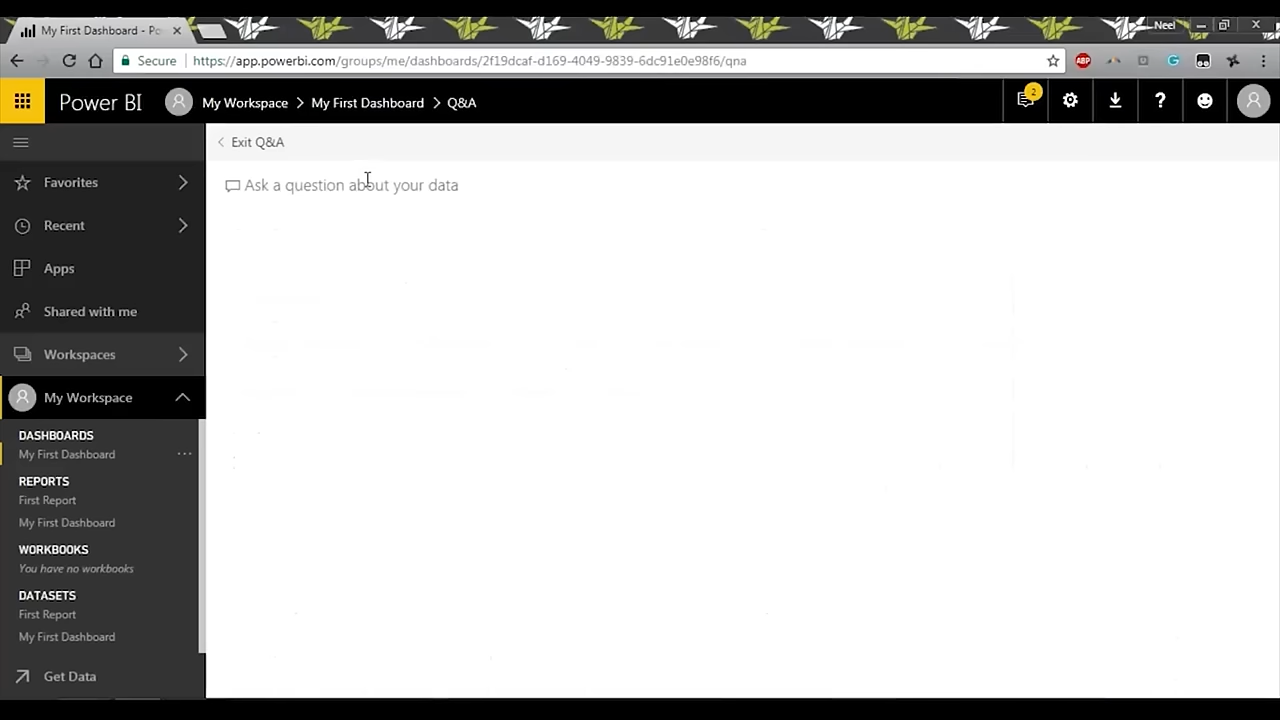 My First Dashboard - Po
Neel
Secure
https://app.powerbi.com/groups/me/dashboards/2f19dcaf-d169-4049-9839-6dc91e0e98f6/qna
ABP
Power BI
My Workspace > My First Dashboard > Q&A
2
?
Exit Q&A
Ask a question about your data
Favorites
Recent
Apps
Shared with me
Workspaces
My Workspace
DASHBOARDS
My First Dashboard
REPORTS
First Report
My First Dashboard
WORKBOOKS
You have no workbooks
DATASETS
First Report
My First Dashboard
Get Data